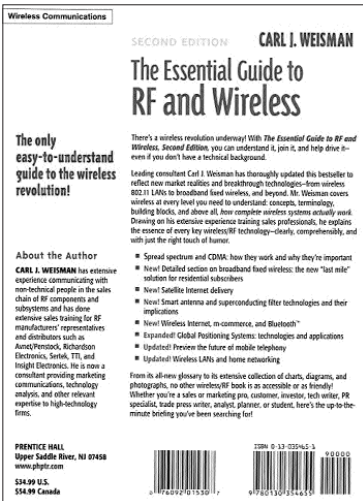 Wireless Communications
SECOND EDITION CARL J. WEISMAN
The Essential Guide to
RF and Wireless
The only
easy-to-understand
guide to the wireless
revolution!
There's a wireless revolution underway! With The Essential Guide to RF and
Wireless, Second Edition, you can understand it, join it, and help drive it–
even if you don't have a technical background.
Leading consultant Carl J. Weisman has thoroughly updated this bestseller to
reflect new market realities and breakthrough technologies–from wireless
802.11 LANs to broadband fixed wireless, and beyond. Mr. Weisman covers
wireless at every level you need to understand: concepts, terminology,
building blocks, and above all, how complete wireless systems actually work.
Drawing on his extensive experience training sales professionals, he explains
the essence of every key wireless/RF technology–clearly, comprehensibly, and
with just the right touch of humor.
■ Spread spectrum and CDMA: how they work and why they're important
■ New! Detailed section on broadband fixed wireless: the new "last mile"
solution for residential subscribers
■ New! Satellite Internet delivery
■ New! Smart antenna and superconducting filter technologies and their
implications
■ New! Wireless Internet, m-commerce, and Bluetooth™
■ Expanded! Global Positioning Systems: technologies and applications
■ Updated! Preview the future of mobile telephony
■ Updated! Wireless LANs and home networking
From its all-new glossary to its extensive collection of charts, diagrams, and
photographs, no other wireless/RF book is as accessible or as friendly!
Whether you're a sales or marketing pro, customer, investor, tech writer, PR
specialist, trade press writer, analyst, planner, or student, here's the up-to-the-
minute briefing you've been searching for!
About the Author
CARL J. WEISMAN has extensive
experience communicating with
non-technical people in the sales
chain of RF components and
subsystems and has done
extensive sales training for RF
manufacturers' representatives
and distributors such as
Avnet/Penstock, Richardson
Electronics, Sertek, TTI, and
Insight Electronics. He is now a
consultant providing marketing
communications, technology
analysis, and other relevant
expertise to high-technology
firms.
PRENTICE HALL
Upper Saddle River, NJ 07458
www.phptr.com
$34.99 U.S.
$54.99 Canada
0 76092 01530 7
ISBN 0-13-035465-1
90000
9 780130 354655